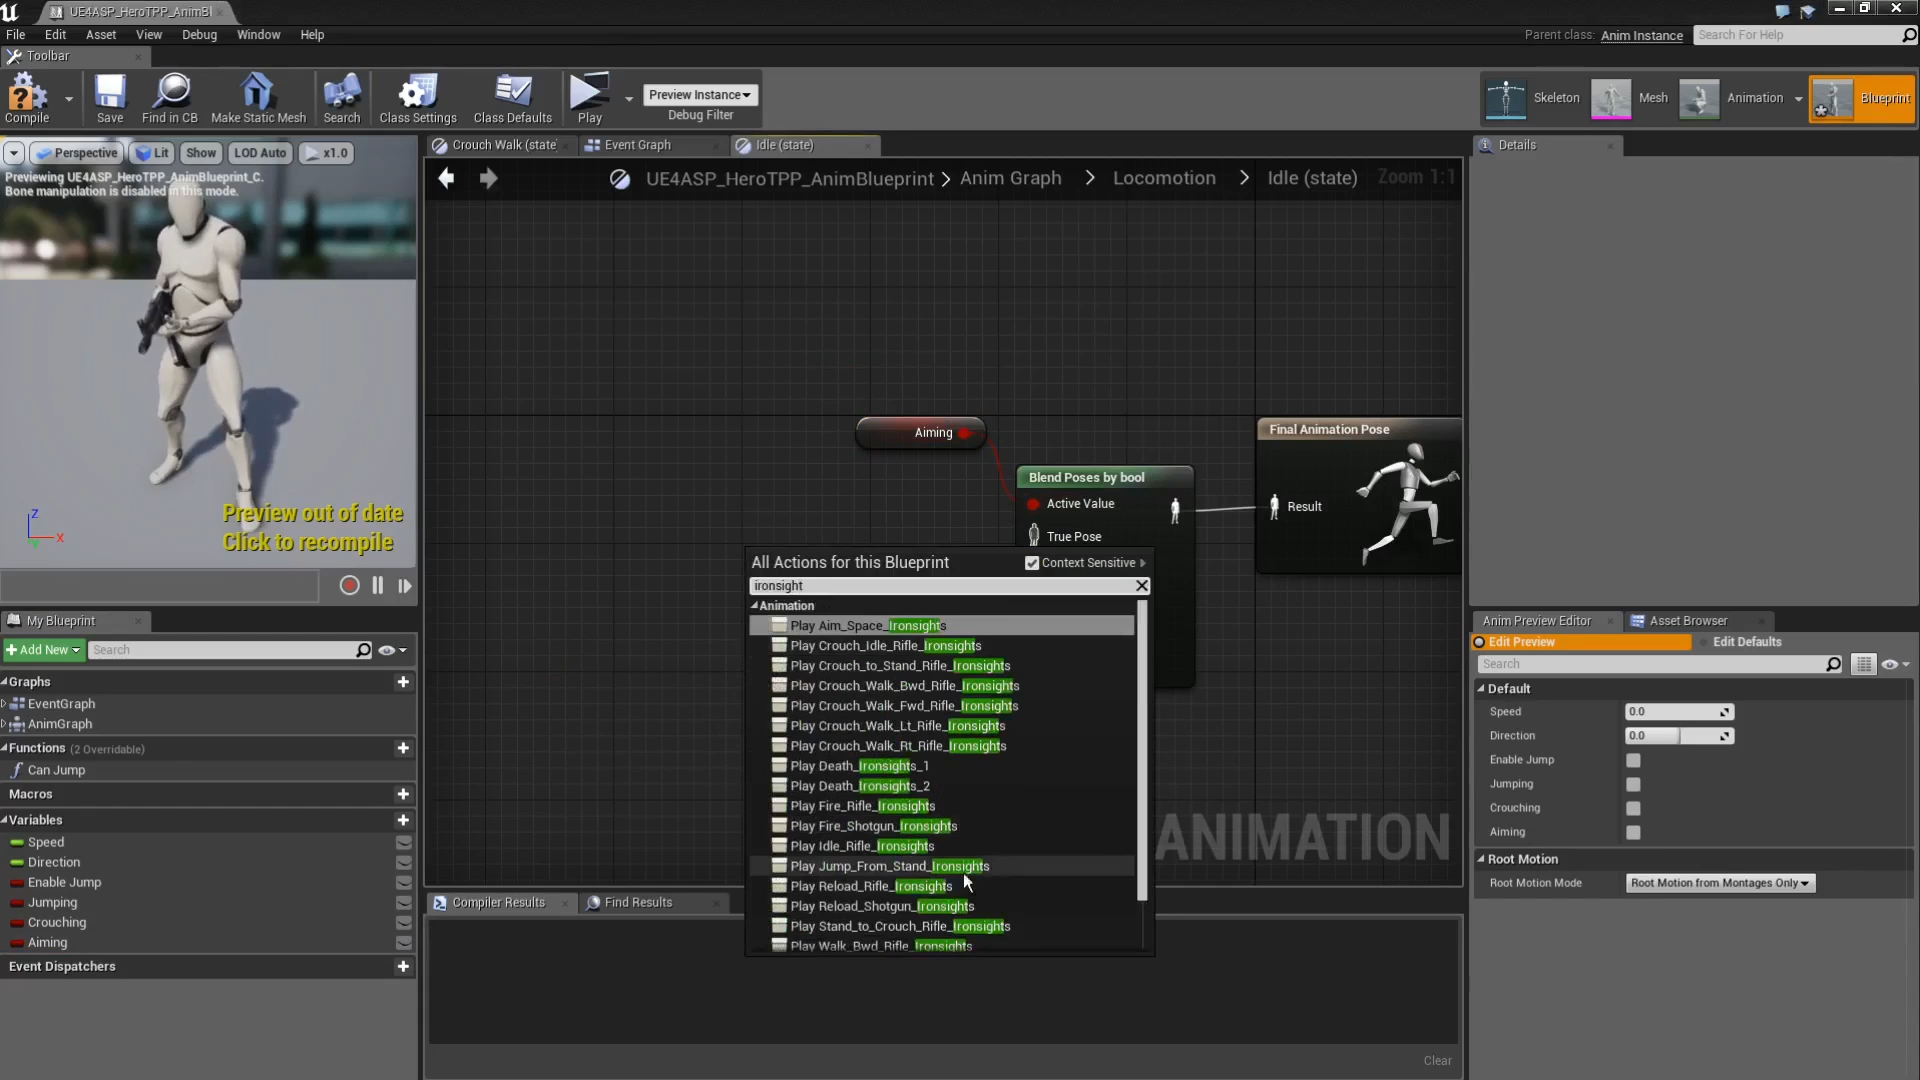 UE4ASP_HeroTPP_AnimBl
File Edit Asset View Debug Window Help
Parent class: Anim Instance Search For Help
Toolbar
Compile Save Find in CB Make Static Mesh Search Class Settings Class Defaults Play
Preview Instance
Debug Filter
Skeleton Mesh Animation Blueprint
Perspective Lit Show LOD Auto x1.0
Previewing UE4ASP_HeroTPP_AnimBlueprint_C.
Bone manipulation is disabled in this mode.
Preview out of date
Click to recompile
Z
X
Y
Crouch Walk (state Event Graph Idle (state)
UE4ASP_HeroTPP_AnimBlueprint > Anim Graph > Locomotion > Idle (state) Zoom 1:1
Aiming
Blend Poses by bool
Active Value
True Pose
Final Animation Pose
Result
ANIMATION
All Actions for this Blueprint Context Sensitive
ironsight
Animation
Play Aim_Space_Ironsights
Play Crouch_Idle_Rifle_Ironsights
Play Crouch_to_Stand_Rifle_Ironsights
Play Crouch_Walk_Bwd_Rifle_Ironsights
Play Crouch_Walk_Fwd_Rifle_Ironsights
Play Crouch_Walk_Lt_Rifle_Ironsights
Play Crouch_Walk_Rt_Rifle_Ironsights
Play Death_Ironsights_1
Play Death_Ironsights_2
Play Fire_Rifle_Ironsights
Play Fire_Shotgun_Ironsights
Play Idle_Rifle_Ironsights
Play Jump_From_Stand_Ironsights
Play Reload_Rifle_Ironsights
Play Reload_Shotgun_Ironsights
Play Stand_to_Crouch_Rifle_Ironsights
Play Walk_Bwd_Rifle_Ironsights
Compiler Results Find Results
Clear
My Blueprint
Add New Search
Graphs
EventGraph
AnimGraph
Functions (2 Overridable)
Can Jump
Macros
Variables
Speed
Direction
Enable Jump
Jumping
Crouching
Aiming
Event Dispatchers
Details
Anim Preview Editor Asset Browser
Edit Preview Edit Defaults
Search
Default
Speed 0.0
Direction 0.0
Enable Jump
Jumping
Crouching
Aiming
Root Motion
Root Motion Mode Root Motion from Montages Only